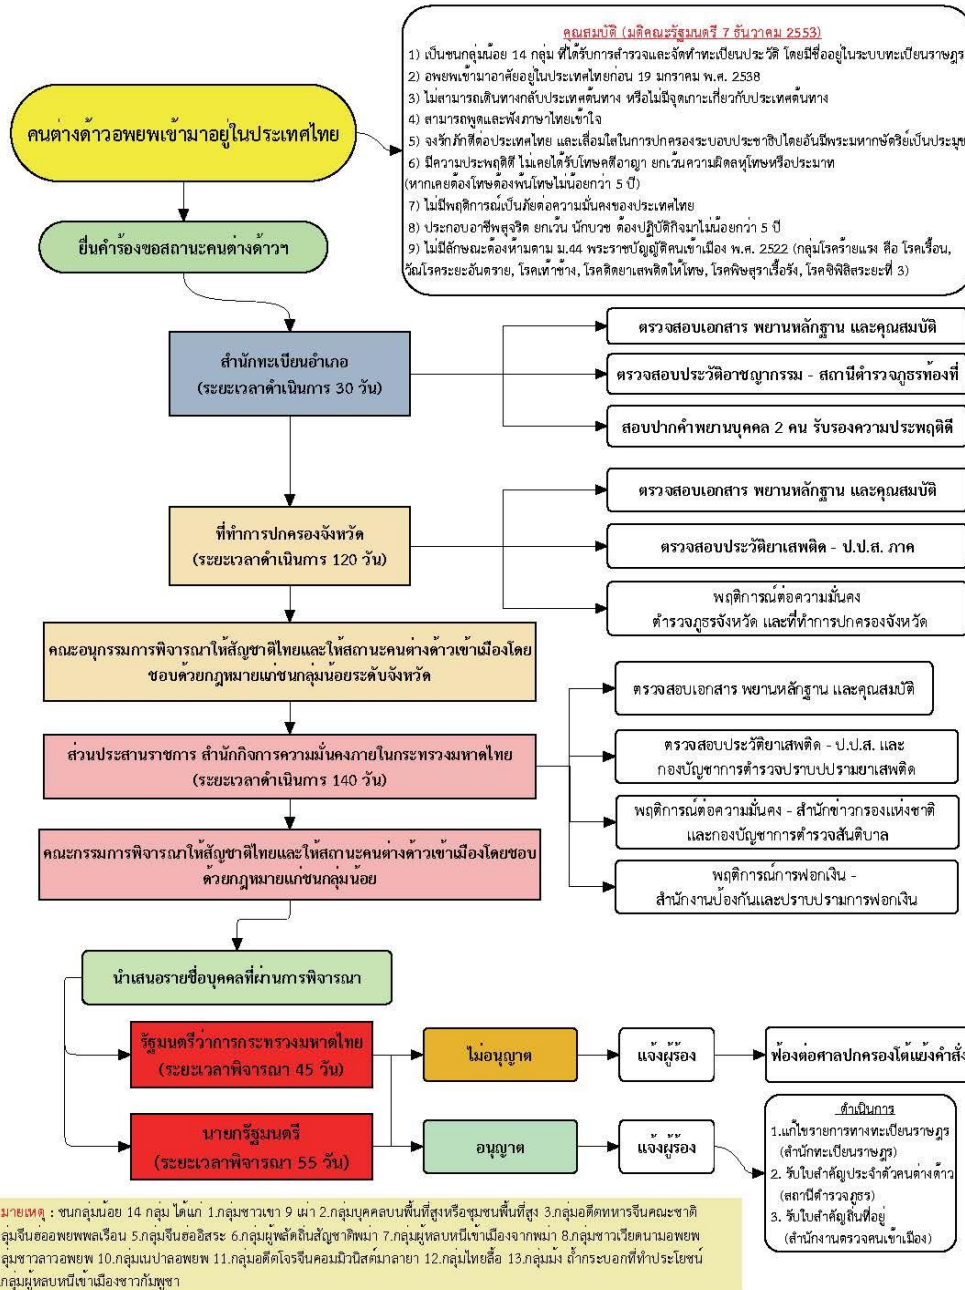 คุณสมบัติ (มติคณะรัฐมนตรี 7 ธันวาคม 2553)
1) เป็นชนกลุ่มน้อย 14 กลุ่ม ที่ได้รับการสำรวจและจัดทำทะเบียนประวัติ โดยมีชื่ออยู่ในระบบทะเบียนราษฎร
2) อพยพเข้ามาอาศัยอยู่ในประเทศไทยก่อน 19 มกราคม พ.ศ. 2538
3) ไม่สามารถเดินทางกลับประเทศต้นทาง หรือไม่มีจุดเกาะเกี่ยวกับประเทศต้นทาง
4) สามารถพูดและฟังภาษาไทยเข้าใจ
5) จงรักภักดีต่อประเทศไทย และเลื่อมใสในการปกครองระบอบประชาธิปไตยอันมีพระมหากษัตริย์เป็นประมุข
6) มีความประพฤติดี ไม่เคยได้รับโทษคดีอาญา ยกเว้นความผิดลหุโทษหรือประมาท
(หากเคยต้องโทษต้องพ้นโทษไม่น้อยกว่า 5 ปี)
7) ไม่มีพฤติการณ์เป็นภัยต่อความมั่นคงของประเทศไทย
8) ประกอบอาชีพสุจริต ยกเว้น นักบวช ต้องปฏิบัติกิจมาไม่น้อยกว่า 5 ปี
9) ไม่มีลักษณะต้องห้ามตาม ม.44 พระราชบัญญัติคนเข้าเมือง พ.ศ. 2522 (กลุ่มโรคร้ายแรง คือ โรคเรื้อน,
วัณโรคระยะอันตราย, โรคเท้าช้าง, โรคติดยาเสพติดให้โทษ, โรคพิษสุราเรื้อรัง, โรคซิฟิลิสระยะที่ 3)
คนต่างด้าวอพยพเข้ามาอยู่ในประเทศไทย
ยื่นคำร้องขอสถานะคนต่างด้าวฯ
สำนักทะเบียนอำเภอ
(ระยะเวลาดำเนินการ 30 วัน)
ตรวจสอบเอกสาร พยานหลักฐาน และคุณสมบัติ
ตรวจสอบประวัติอาชญากรรม - สถานีตำรวจภูธรท้องที่
สอบปากคำพยานบุคคล 2 คน รับรองความประพฤติดี
ที่ทำการปกครองจังหวัด
(ระยะเวลาดำเนินการ 120 วัน)
ตรวจสอบเอกสาร พยานหลักฐาน และคุณสมบัติ
ตรวจสอบประวัติยาเสพติด - ป.ป.ส. ภาค
พฤติการณ์ต่อความมั่นคง
ตำรวจภูธรจังหวัด และที่ทำการปกครองจังหวัด
คณะอนุกรรมการพิจารณาให้สัญชาติไทยและให้สถานะคนต่างด้าวเข้าเมืองโดย
ชอบด้วยกฎหมายแก่ชนกลุ่มน้อยระดับจังหวัด
ส่วนประสานราชการ สำนักกิจการความมั่นคงภายในกระทรวงมหาดไทย
(ระยะเวลาดำเนินการ 140 วัน)
ตรวจสอบเอกสาร พยานหลักฐาน และคุณสมบัติ
ตรวจสอบประวัติยาเสพติด - ป.ป.ส. และ
กองบัญชาการตำรวจปราบปปรามยาเสพติด
พฤติการณ์ต่อความมั่นคง - สำนักข่าวกรองแห่งชาติ
และกองบัญชาการตำรวจสันติบาล
พฤติการณ์การฟอกเงิน -
สำนักงานป้องกันและปราบปรามการฟอกเงิน
คณะกรรมการพิจารณาให้สัญชาติไทยและให้สถานะคนต่างด้าวเข้าเมืองโดยชอบ
ด้วยกฎหมายแก่ชนกลุ่มน้อย
นำเสนอรายชื่อบุคคลที่ผ่านการพิจารณา
รัฐมนตรีว่าการกระทรวงมหาดไทย
(ระยะเวลาพิจารณา 45 วัน)
ไม่อนุญาต
แจ้งผู้ร้อง
ฟ้องต่อศาลปกครองโต้แย้งคำสั่ง
นายกรัฐมนตรี
(ระยะเวลาพิจารณา 55 วัน)
อนุญาต
แจ้งผู้ร้อง
ดำเนินการ
1.แก้ไขรายการทางทะเบียนราษฎร
(สำนักทะเบียนราษฎร)
2. รับใบสำคัญประจำตัวคนต่างด้าว
(สถานีตำรวจภูธร)
3. รับใบสำคัญถิ่นที่อยู่
(สำนักงานตรวจคนเข้าเมือง)
มายเหตุ : ชนกลุ่มน้อย 14 กลุ่ม ได้แก่ 1.กลุ่มชาวเขา 9 เผ่า 2.กลุ่มบุคคลบนพื้นที่สูงหรือชุมชนพื้นที่สูง 3.กลุ่มอดีตทหารจีนคณะชาติ
ลุ่มจีนฮ่ออพยพพลเรือน 5.กลุ่มจีนฮ่ออิสระ 6.กลุ่มผู้พลัดถิ่นสัญชาติพม่า 7.กลุ่มผู้หลบหนีเข้าเมืองจากพม่า 8.กลุ่มชาวเวียดนามอพยพ
ลุ่มชาวลาวอพยพ 10.กลุ่มเนปาลอพยพ 11.กลุ่มอดีตโจรจีนคอมมิวนิสต์มาลายา 12.กลุ่มไทยลื้อ 13.กลุ่มม้ง ถ้ำกระบอกที่ทำประโยชน์
กลุ่มผู้หลบหนีเข้าเมืองชาวกัมพูชา